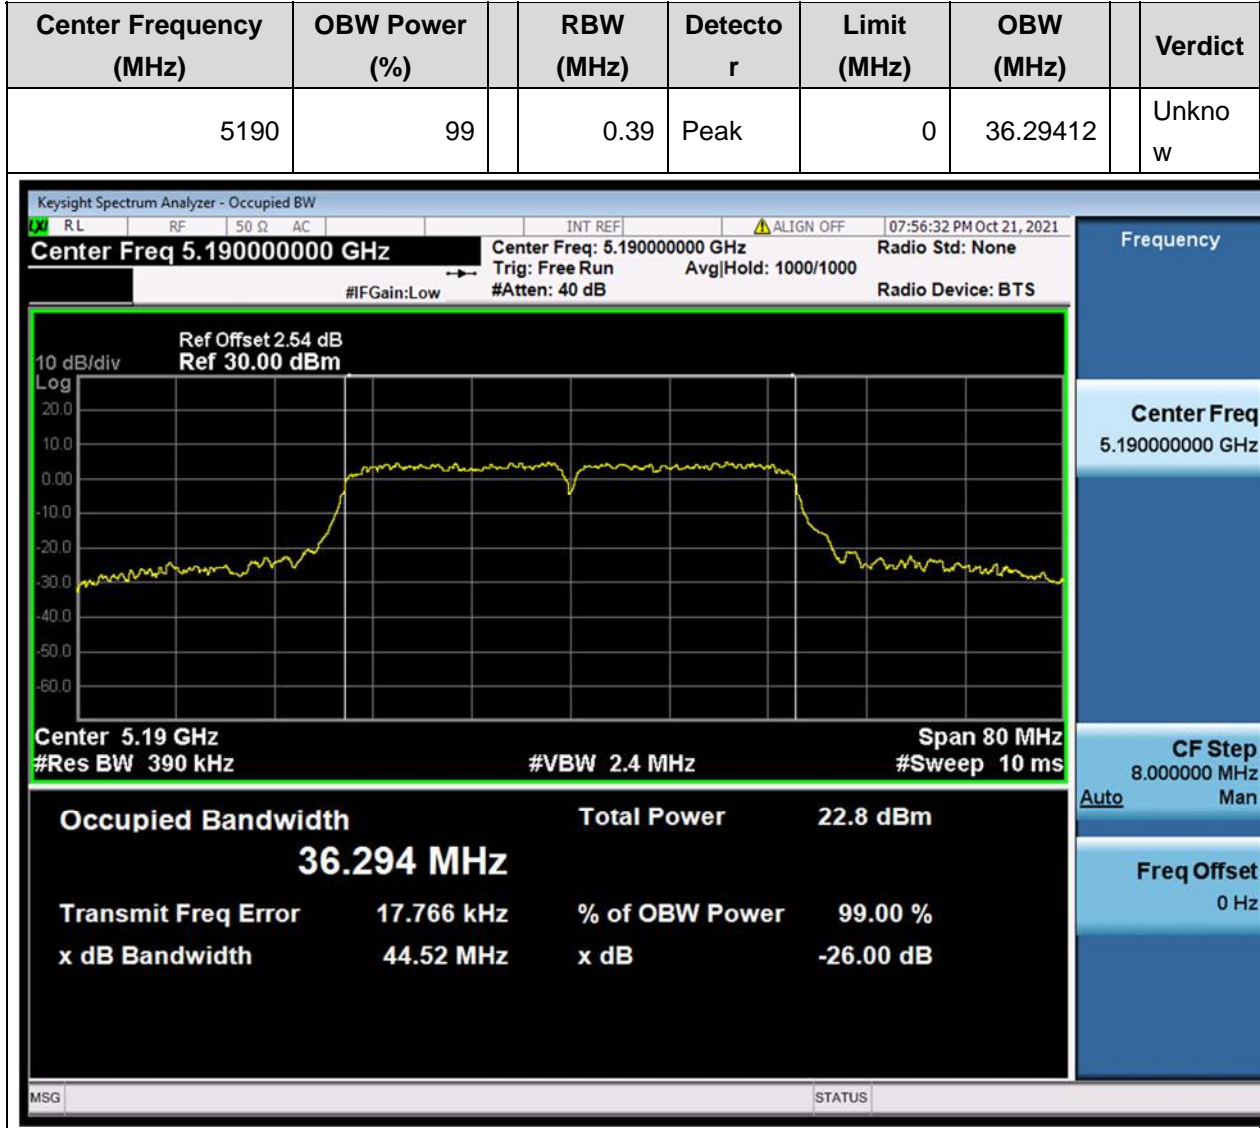 Center Frequency (MHz) OBW Power (%) RBW (MHz) Detecto r Limit (MHz) OBW (MHz) Verdict
5190 99 0.39 Peak 0 36.29412 Unkno w
Keysight Spectrum Analyzer - Occupied BW
LXI RL RF 50 Ω AC INT REF ALIGN OFF 07:56:32 PM Oct 21, 2021
Center Freq 5.190000000 GHz
Center Freq: 5.190000000 GHz Radio Std: None
Trig: Free Run Avg|Hold: 1000/1000
#IFGain:Low #Atten: 40 dB Radio Device: BTS
Frequency
Ref Offset 2.54 dB
10 dB/div Ref 30.00 dBm
Log
20.0
10.0
0.00
-10.0
-20.0
-30.0
-40.0
-50.0
-60.0
Center 5.19 GHz Span 80 MHz
#Res BW 390 kHz #VBW 2.4 MHz #Sweep 10 ms
Occupied Bandwidth Total Power 22.8 dBm
36.294 MHz
Transmit Freq Error 17.766 kHz % of OBW Power 99.00 %
x dB Bandwidth 44.52 MHz x dB -26.00 dB
Center Freq
5.190000000 GHz
CF Step
8.000000 MHz
Auto Man
Freq Offset
0 Hz
MSG STATUS